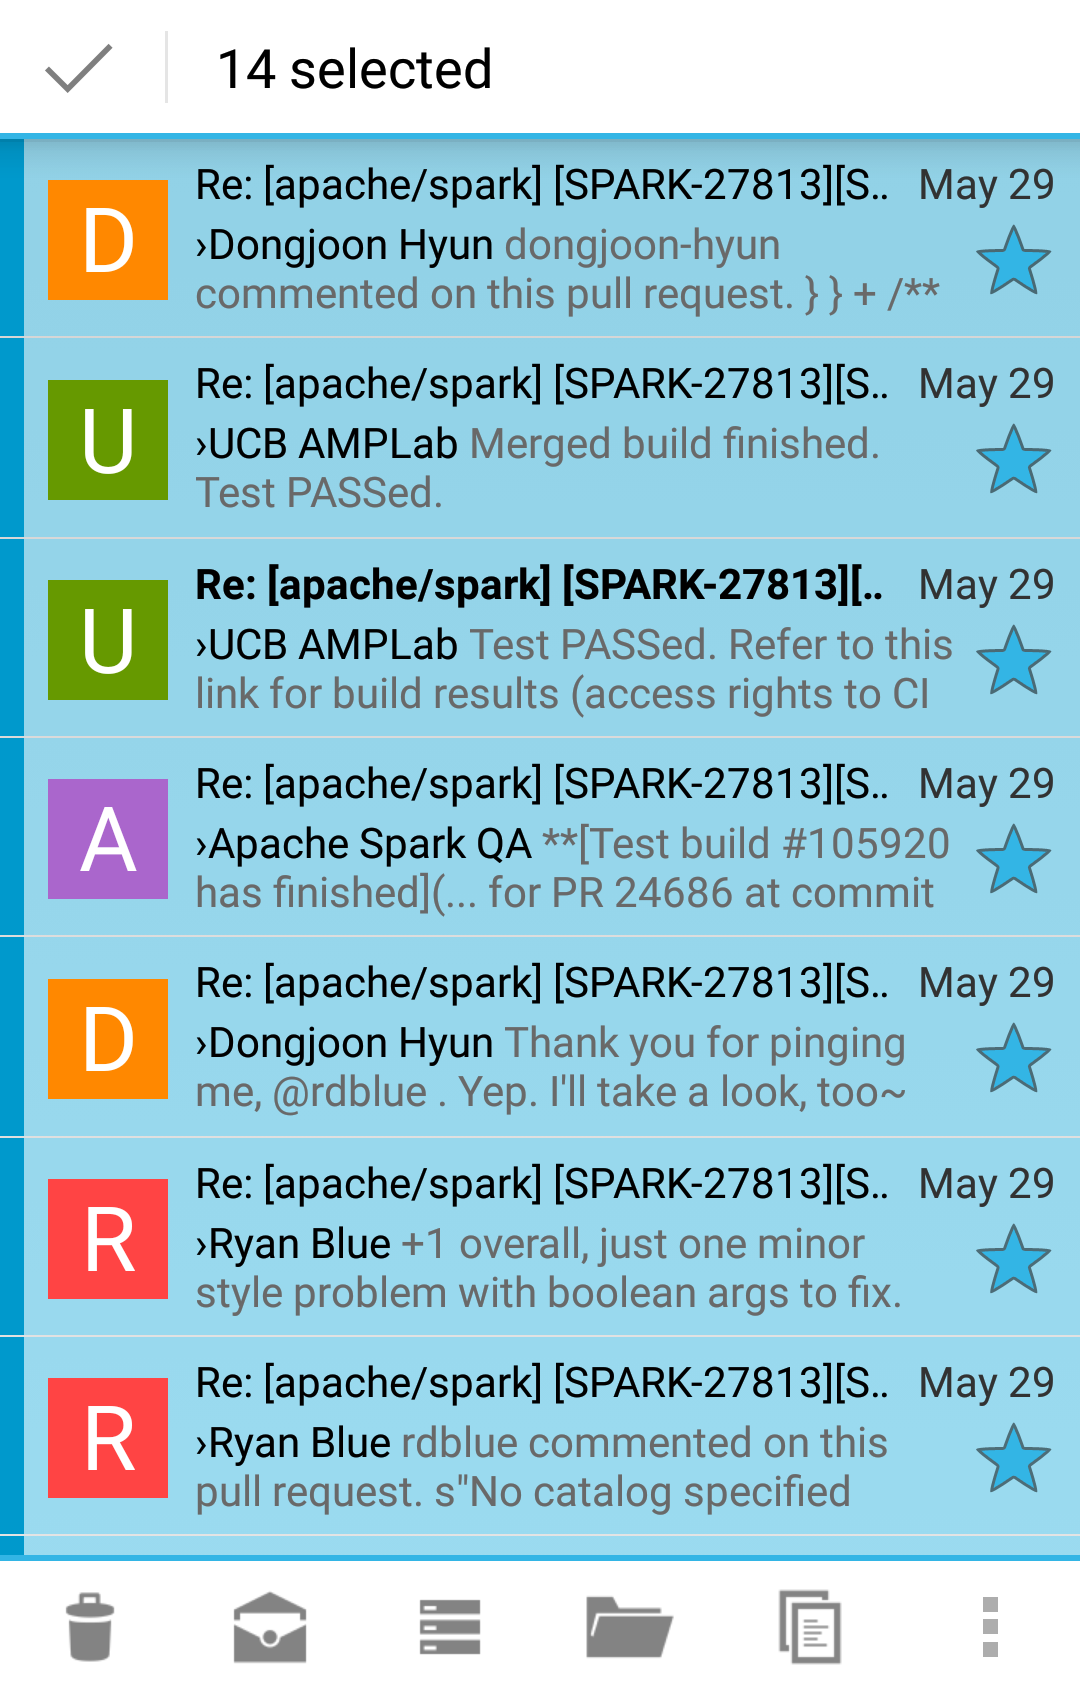 14 selected
Re: [apache/spark] [SPARK-27813][S.. May 29
D
›Dongjoon Hyun dongjoon-hyun
commented on this pull request. } } + /**
Re: [apache/spark] [SPARK-27813][S.. May 29
U
›UCB AMPLab Merged build finished.
Test PASSed.
Re: [apache/spark] [SPARK-27813][.. May 29
U
›UCB AMPLab Test PASSed. Refer to this
link for build results (access rights to CI
Re: [apache/spark] [SPARK-27813][S.. May 29
A
›Apache Spark QA **[Test build #105920
has finished](... for PR 24686 at commit
Re: [apache/spark] [SPARK-27813][S.. May 29
D
›Dongjoon Hyun Thank you for pinging
me, @rdblue . Yep. I'll take a look, too~
Re: [apache/spark] [SPARK-27813][S.. May 29
R
›Ryan Blue +1 overall, just one minor
style problem with boolean args to fix.
Re: [apache/spark] [SPARK-27813][S.. May 29
R
›Ryan Blue rdblue commented on this
pull request. s"No catalog specified